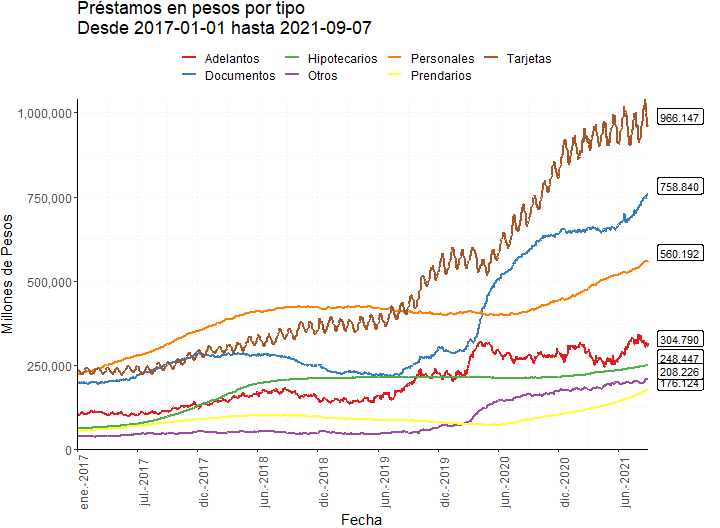 Préstamos en pesos por tipo
Desde 2017-01-01 hasta 2021-09-07
Adelantos Hipotecarios Personales Tarjetas
Documentos Otros Prendarios
Millones de Pesos
1,000,000
750,000
500,000
250,000
0
966.147
758.840
560.192
304.790
248.447
208.226
176.124
ene.-2017 jul.-2017 dic.-2017 jun.-2018 dic.-2018 jun.-2019 dic.-2019 jun.-2020 dic.-2020 jun.-2021
Fecha